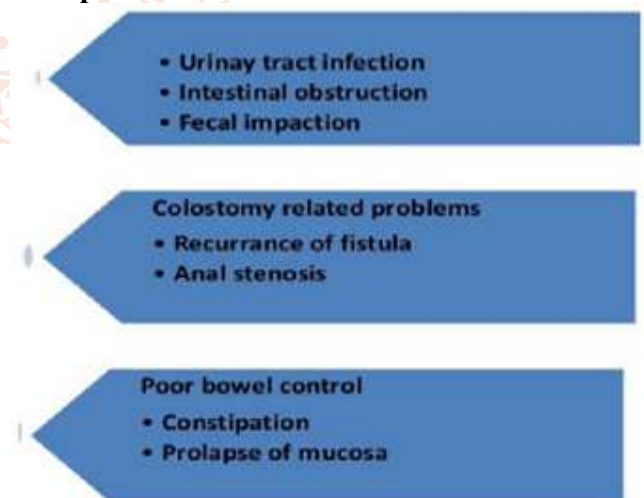 • Urinay tract infection
• Intestinal obstruction
• Fecal impaction
Colostomy related problems
• Recurrance of fistula
• Anal stenosis
Poor bowel control
• Constipation
• Prolapse of mucosa